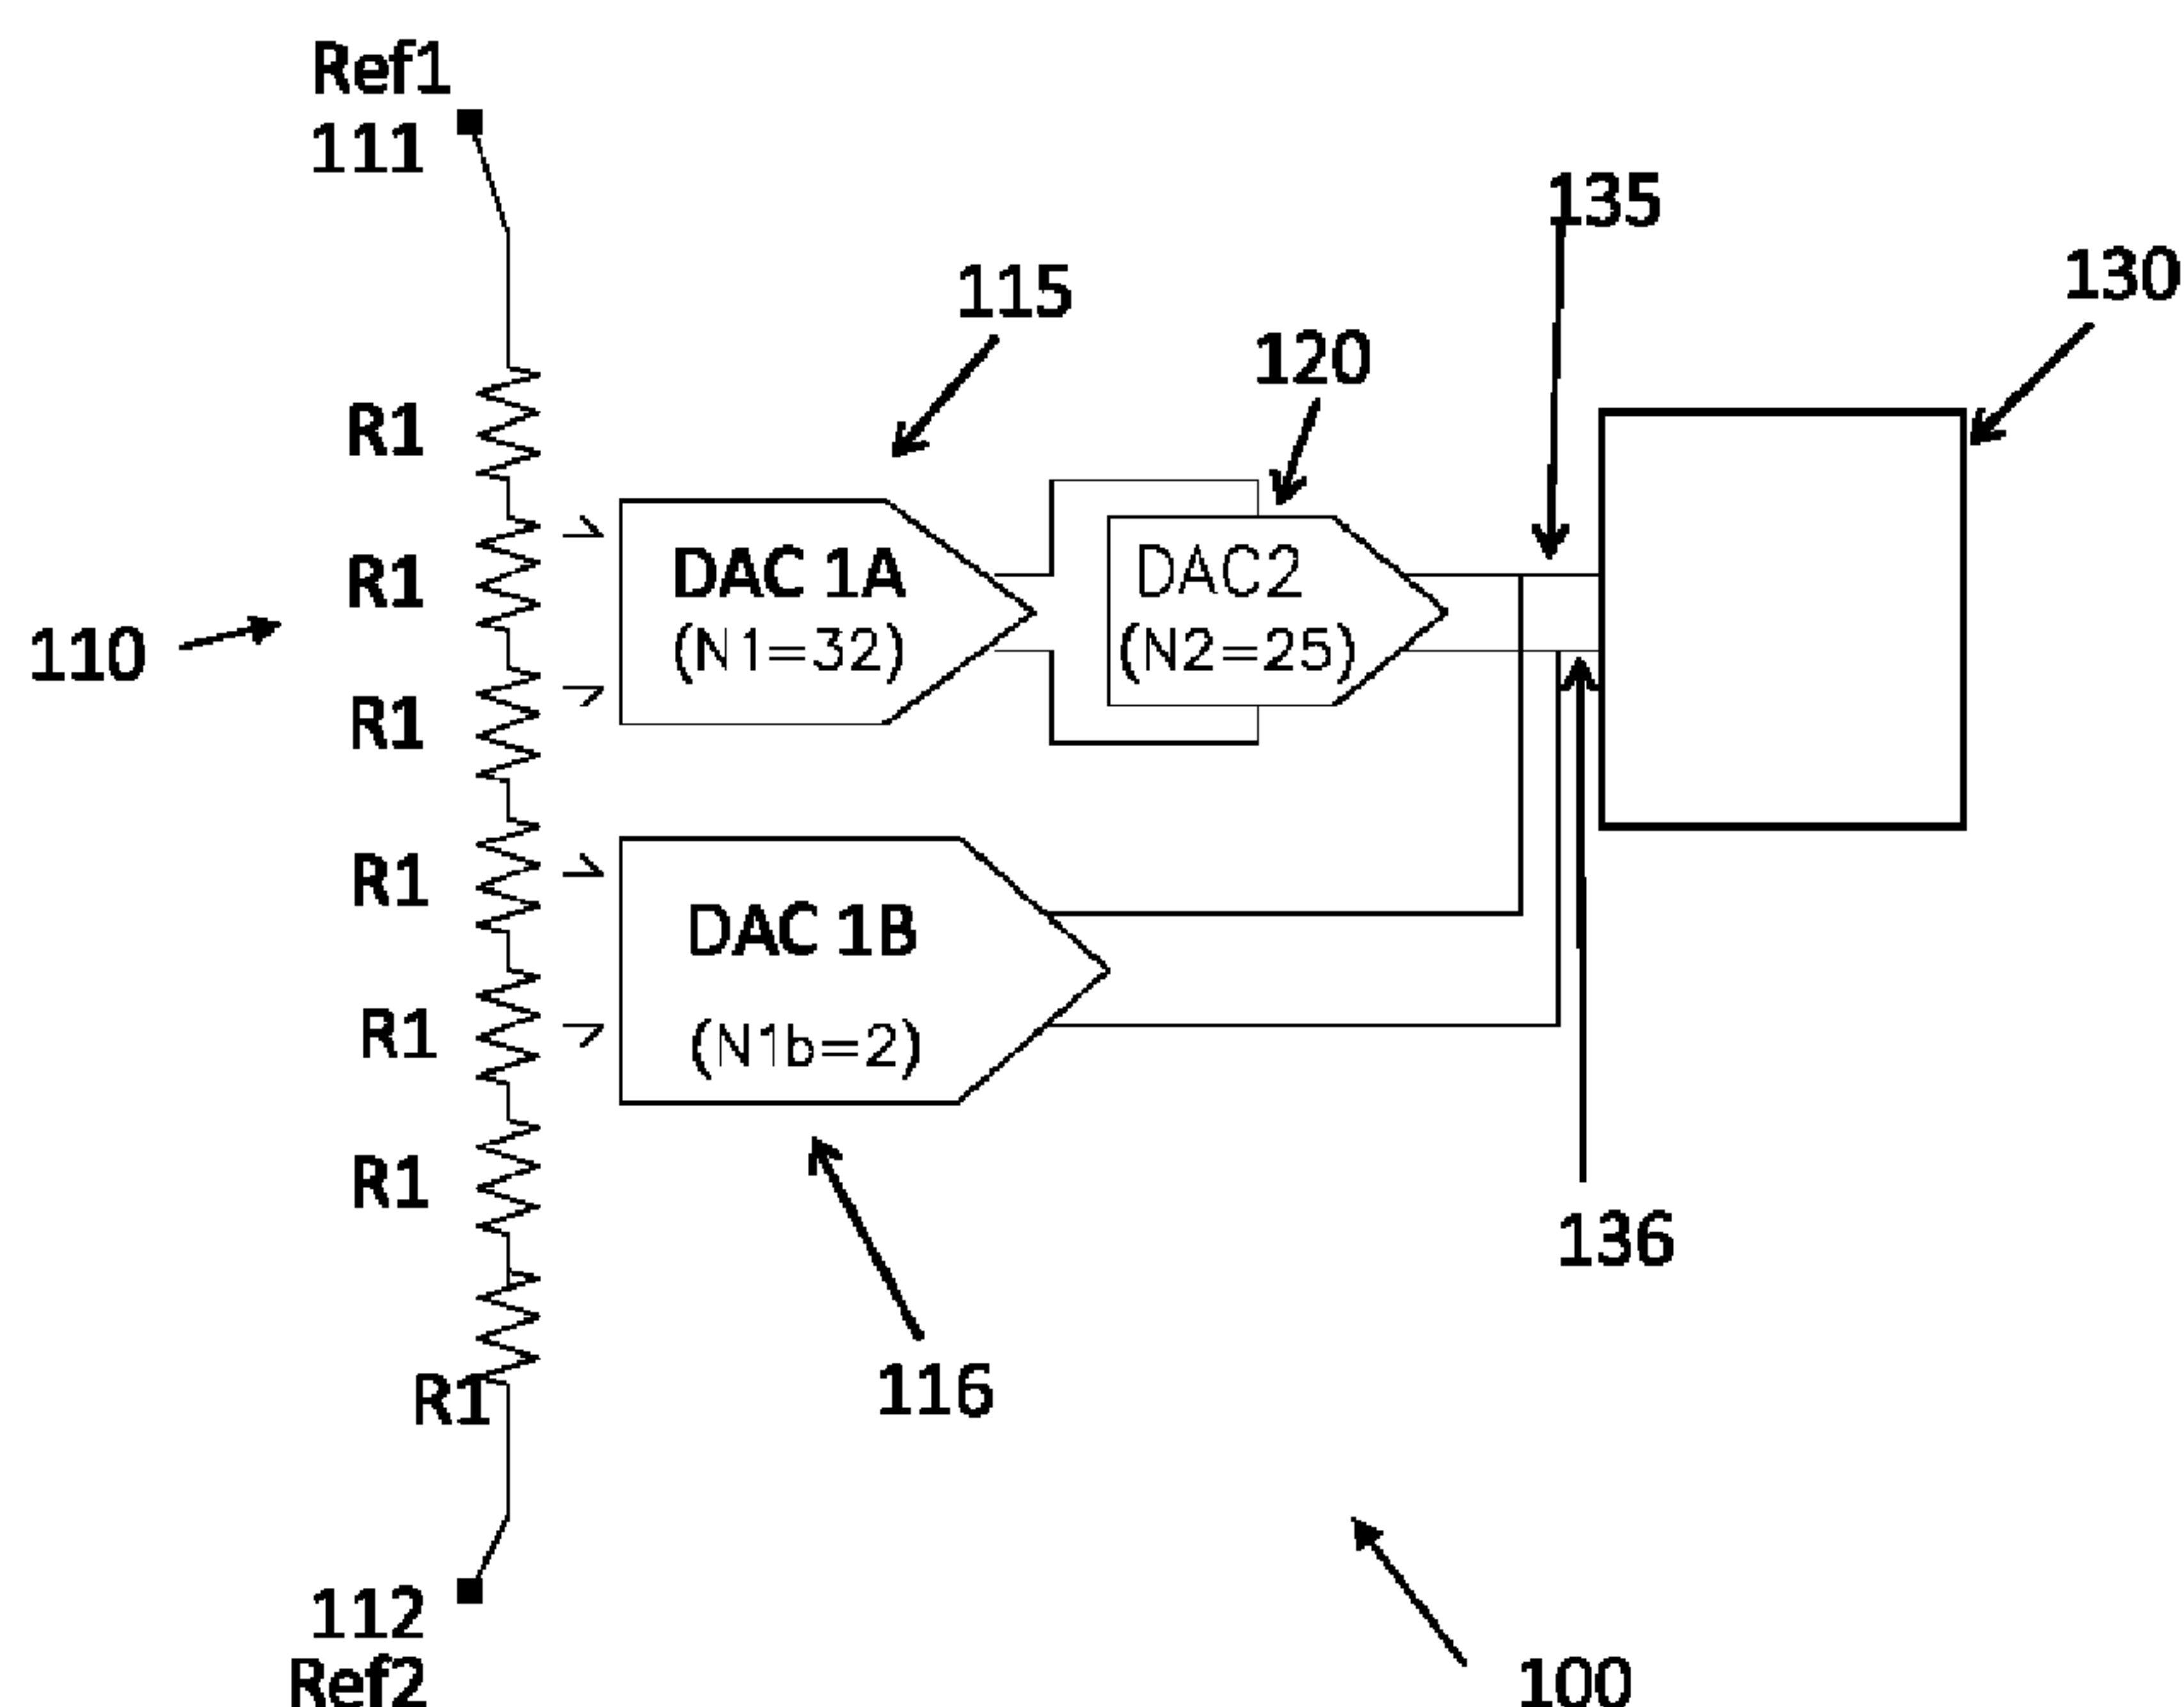 Ref1
111
135
130
115
120
R1
R1
DAC 1A
(N1=32)
DAC2
(N2=25)
110
R1
R1
DAC 1B
(N1b=2)
R1
R1
136
R1
116
112
Ref2
100